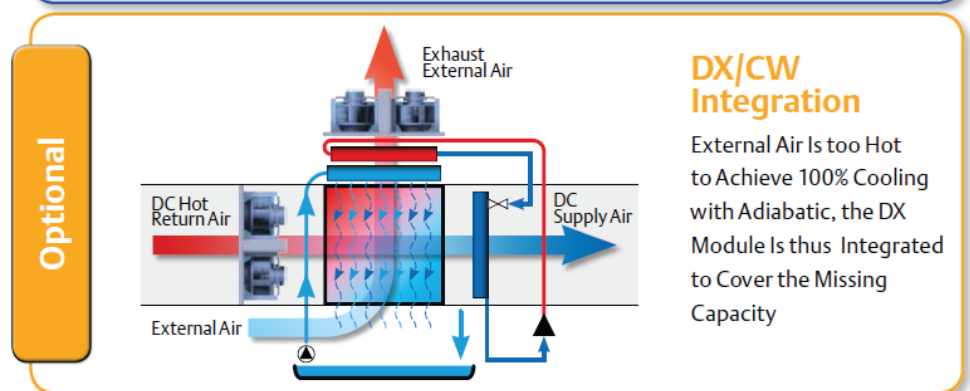 Optional
Exhaust
External Air
DC Hot
Return Air
DC
Supply Air
External Air
DX/CW
Integration
External Air Is too Hot
to Achieve 100% Cooling
with Adiabatic, the DX
Module Is thus Integrated
to Cover the Missing
Capacity